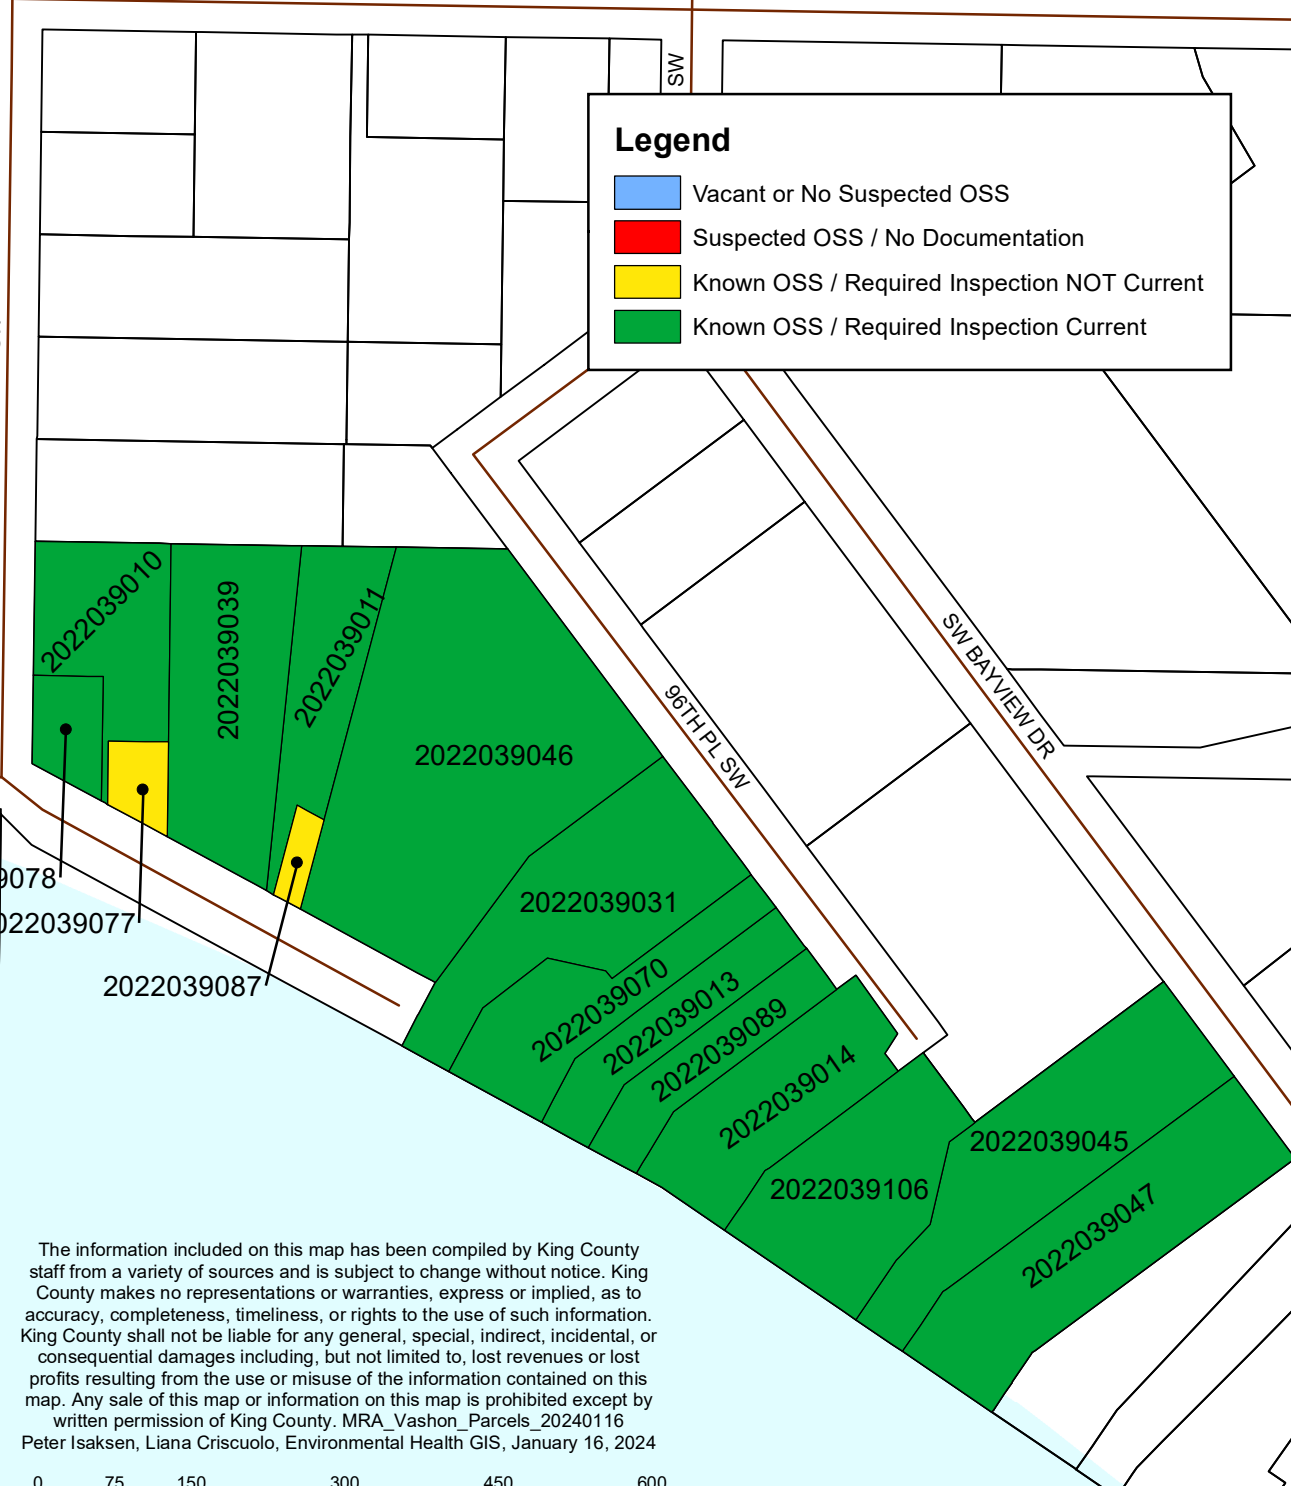 SW
Legend
Vacant or No Suspected OSS
Suspected OSS / No Documentation
Known OSS / Required Inspection NOT Current
Known OSS / Required Inspection Current
2022039010
2022039039
2022039011
2022039046
96TH PL SW
SW BAYVIEW DR
9078
022039077
2022039087
2022039031
2022039070
2022039013
2022039089
2022039014
2022039106
2022039045
2022039047
The information included on this map has been compiled by King County
staff from a variety of sources and is subject to change without notice. King
County makes no representations or warranties, express or implied, as to
accuracy, completeness, timeliness, or rights to the use of such information.
King County shall not be liable for any general, special, indirect, incidental, or
consequential damages including, but not limited to, lost revenues or lost
profits resulting from the use or misuse of the information contained on this
map. Any sale of this map or information on this map is prohibited except by
written permission of King County. MRA_Vashon_Parcels_20240116
Peter Isaksen, Liana Criscuolo, Environmental Health GIS, January 16, 2024
0 75 150 300 450 600